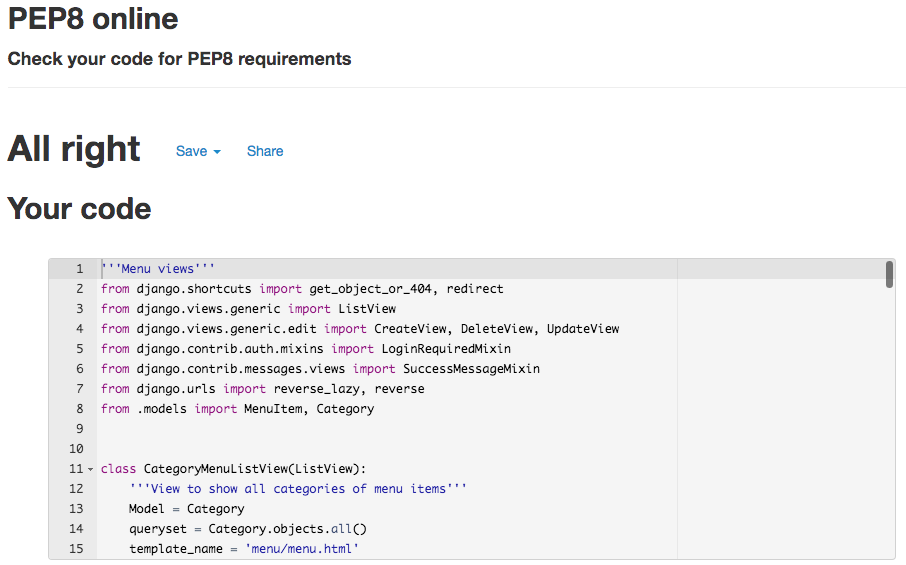 PEP8 online
Check your code for PEP8 requirements
All right Save Share
Your code
1 '''Menu views'''
2 from django.shortcuts import get_object_or_404, redirect
3 from django.views.generic import ListView
4 from django.views.generic.edit import CreateView, DeleteView, UpdateView
5 from django.contrib.auth.mixins import LoginRequiredMixin
6 from django.contrib.messages.views import SuccessMessageMixin
7 from django.urls import reverse_lazy, reverse
8 from .models import MenuItem, Category
9
10
11 class CategoryMenuListView(ListView):
12     '''View to show all categories of menu items'''
13     Model = Category
14     queryset = Category.objects.all()
15     template_name = 'menu/menu.html'